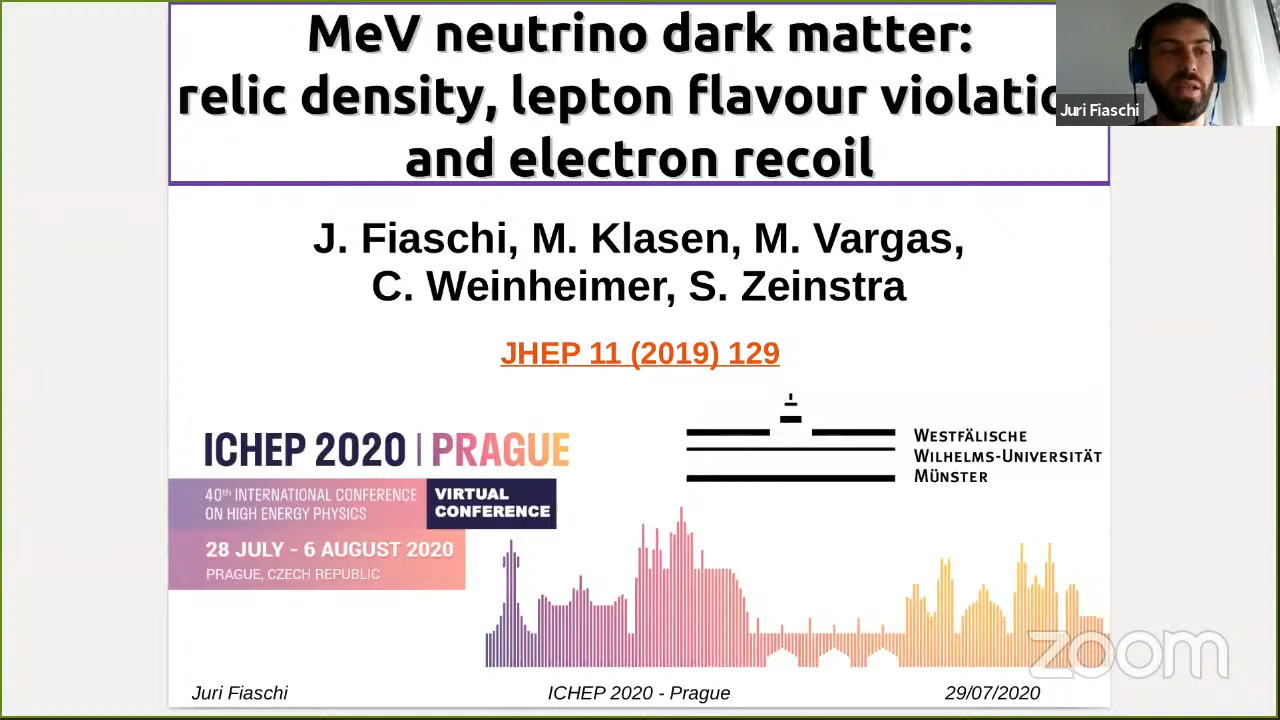 MeV neutrino dark matter:
relic density, lepton flavour violatio
and electron recoil
Juri Fiaschi
J. Fiaschi, M. Klasen, M. Vargas,
C. Weinheimer, S. Zeinstra
JHEP 11 (2019) 129
ICHEP 2020 | PRAGUE
40th INTERNATIONAL CONFERENCE
ON HIGH ENERGY PHYSICS
VIRTUAL
CONFERENCE
28 JULY - 6 AUGUST 2020
PRAGUE, CZECH REPUBLIC
WESTFÄLISCHE
WILHELMS-UNIVERSITÄT
MÜNSTER
zoom
Juri Fiaschi
ICHEP 2020 - Prague
29/07/2020